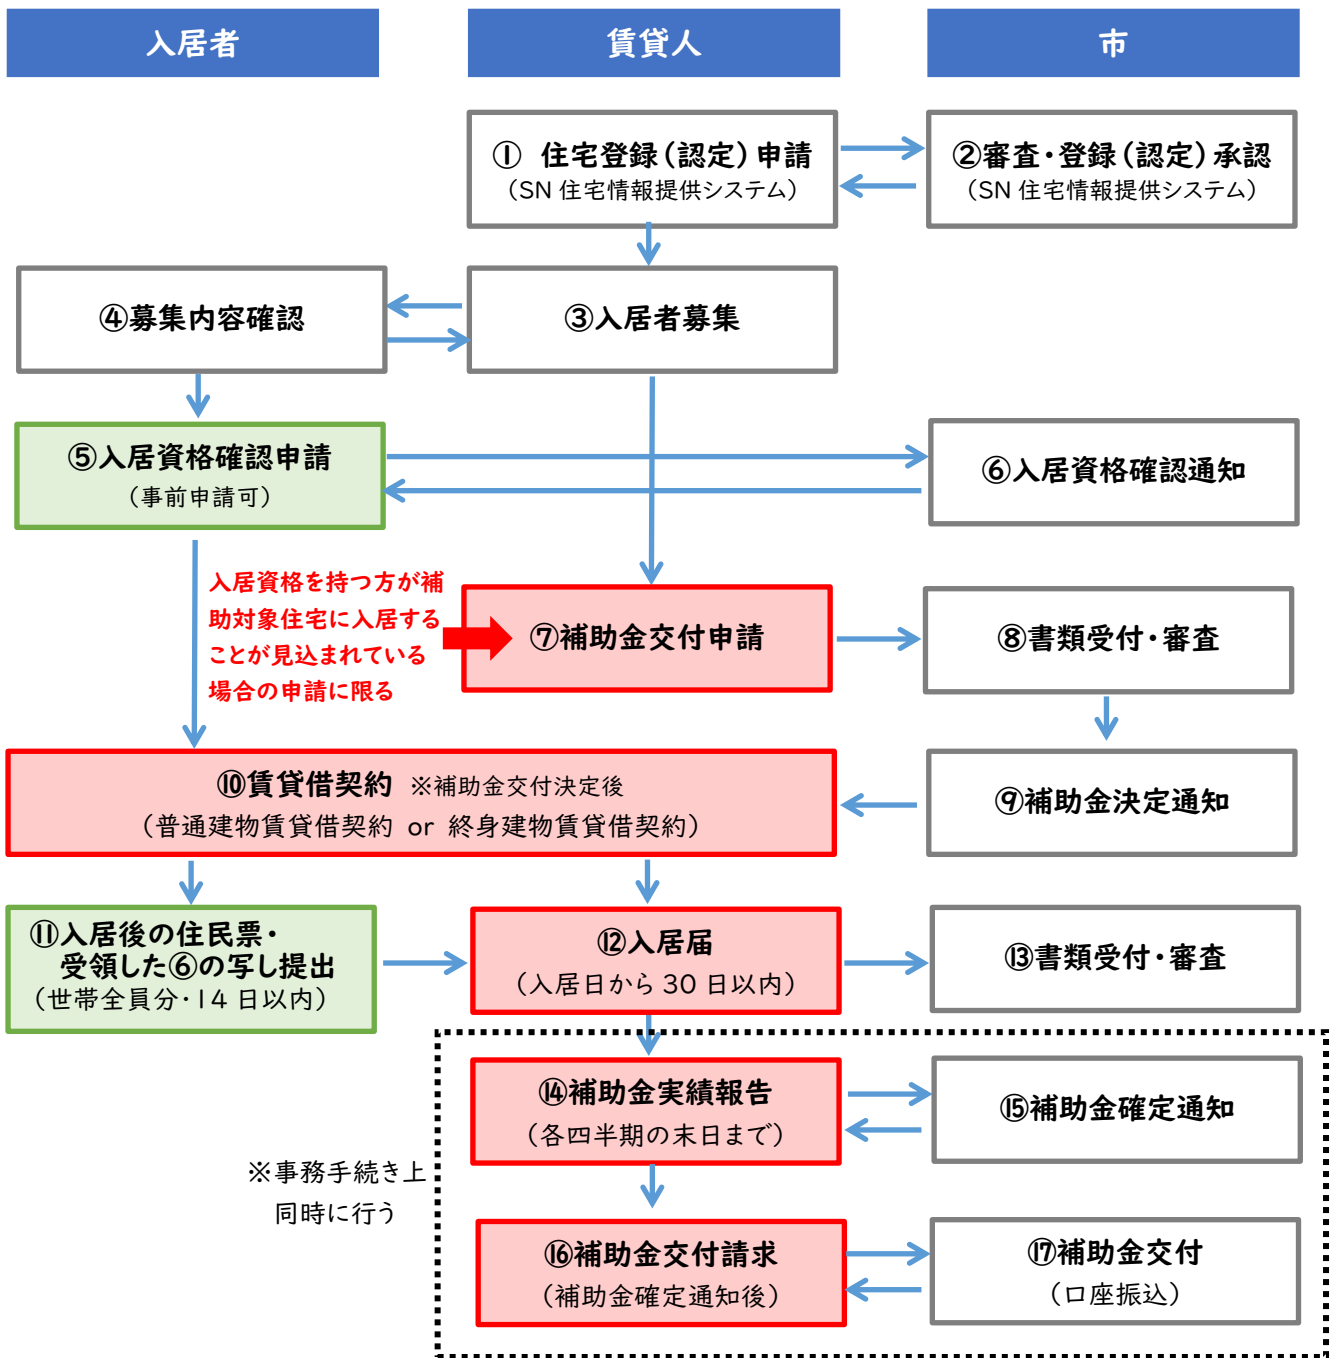 入居者
賃貸人
市
① 住宅登録(認定)申請
(SN 住宅情報提供システム)
②審査・登録(認定)承認
(SN 住宅情報提供システム)
④募集内容確認
③入居者募集
⑤入居資格確認申請
(事前申請可)
⑥入居資格確認通知
入居資格を持つ方が補
助対象住宅に入居する
ことが見込まれている
場合の申請に限る
⑦補助金交付申請
⑧書類受付・審査
⑩賃貸借契約 ※補助金交付決定後
(普通建物賃貸借契約 or 終身建物賃貸借契約)
⑨補助金決定通知
⑪入居後の住民票・
受領した⑥の写し提出
(世帯全員分・14 日以内)
⑫入居届
(入居日から 30 日以内)
⑬書類受付・審査
⑭補助金実績報告
(各四半期の末日まで)
⑮補助金確定通知
※事務手続き上
同時に行う
⑯補助金交付請求
(補助金確定通知後)
⑰補助金交付
(口座振込)